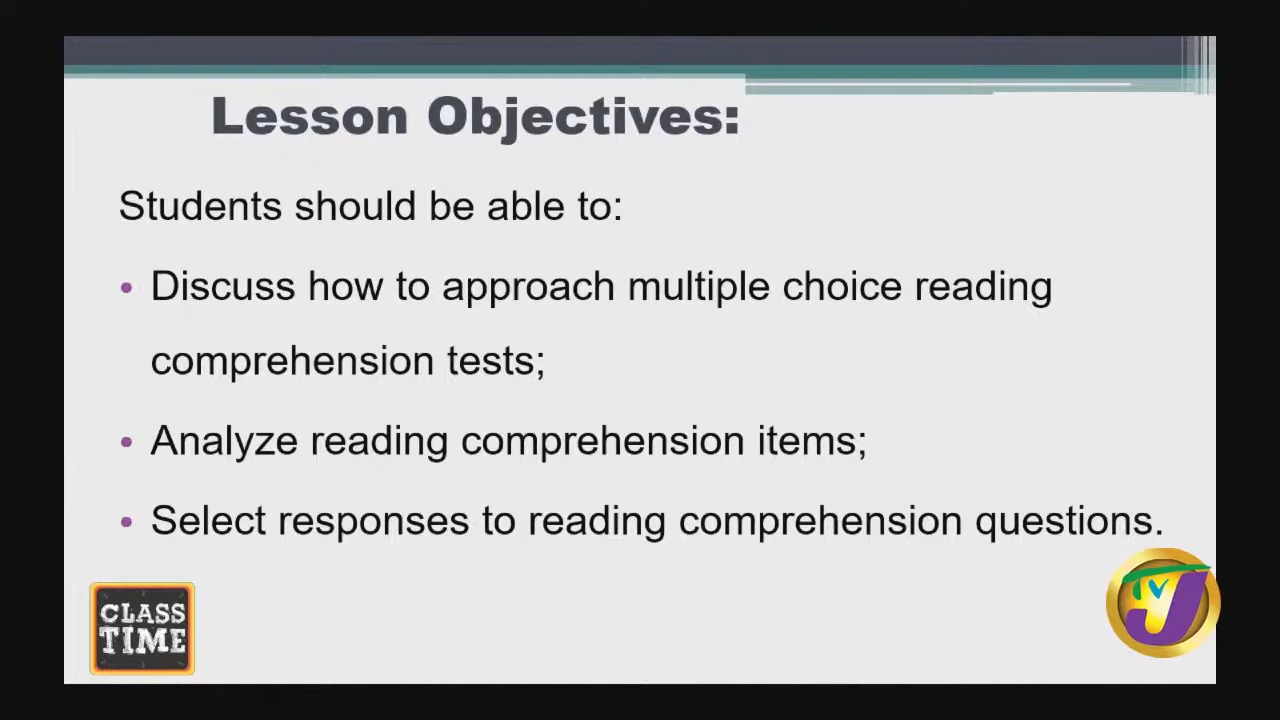 Lesson Objectives:
Students should be able to:
• Discuss how to approach multiple choice reading
comprehension tests;
• Analyze reading comprehension items;
• Select responses to reading comprehension questions.
CLASS
TIME
TVJ